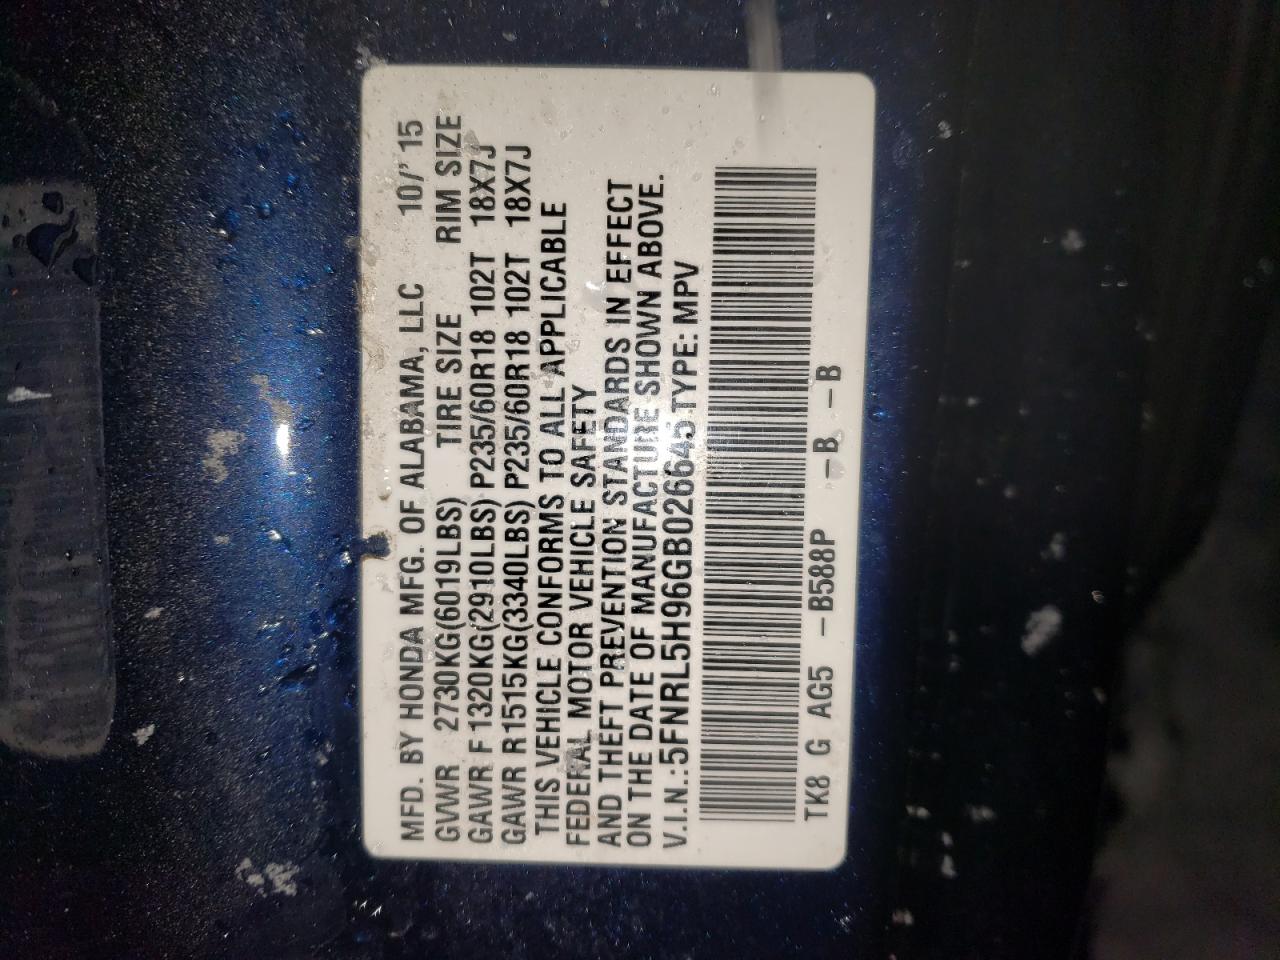 MFD. BY HONDA MFG. OF ALABAMA, LLC 10/'15
GVWR 2730KG(6019LBS) TIRE SIZE RIM SIZE
GAWR F 1320KG(2910LBS) P235/60R18 102T 18X7J
GAWR R 1515KG(3340LBS) P235/60R18 102T 18X7J
THIS VEHICLE CONFORMS TO ALL APPLICABLE
FEDERAL MOTOR VEHICLE SAFETY
AND THEFT PREVENTION STANDARDS IN EFFECT
ON THE DATE OF MANUFACTURE SHOWN ABOVE.
V.I.N.:5FNRL5H96GB026645 TYPE: MPV
TK8 G AG5 -B588P -B -B